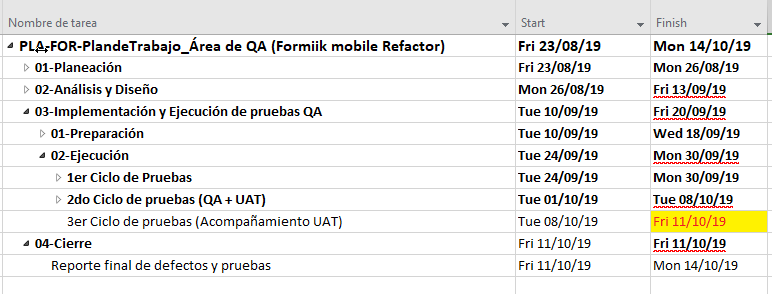 Nombre de tarea Start Finish
PLA-FOR-PlandeTrabajo_Área de QA (Formiik mobile Refactor) Fri 23/08/19 Mon 14/10/19
01-Planeación Fri 23/08/19 Mon 26/08/19
02-Análisis y Diseño Mon 26/08/19 Fri 13/09/19
03-Implementación y Ejecución de pruebas QA Tue 10/09/19 Fri 20/09/19
01-Preparación Tue 10/09/19 Wed 18/09/19
02-Ejecución Tue 24/09/19 Mon 30/09/19
1er Ciclo de Pruebas Tue 24/09/19 Mon 30/09/19
2do Ciclo de pruebas (QA + UAT) Tue 01/10/19 Tue 08/10/19
3er Ciclo de pruebas (Acompañamiento UAT) Tue 08/10/19 Fri 11/10/19
04-Cierre Fri 11/10/19 Fri 11/10/19
Reporte final de defectos y pruebas Fri 11/10/19 Mon 14/10/19